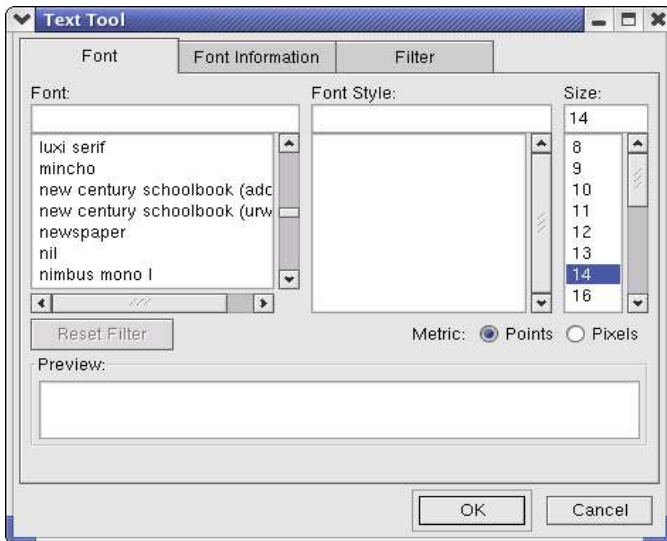 Text Tool
Font Font Information Filter
Font: Font Style: Size:
14
luxi serif 8
mincho 9
new century schoolbook (adc 10
new century schoolbook (urw 11
newspaper 12
nil 13
nimbus mono l 14
16
Reset Filter Metric: Points Pixels
Preview:
OK Cancel